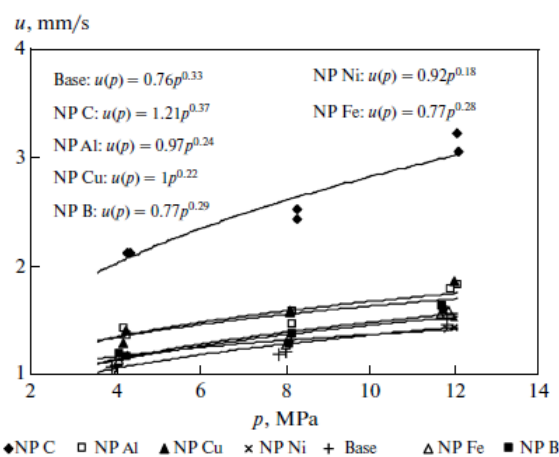 u, mm/s
4
Base: u(p) = 0.76p^0.33
NP Ni: u(p) = 0.92p^0.18
NP C: u(p) = 1.21p^0.37
NP Fe: u(p) = 0.77p^0.28
NP Al: u(p) = 0.97p^0.24
3
NP Cu: u(p) = 1p^0.22
NP B: u(p) = 0.77p^0.29
2
1
2 4 6 8 10 12 14
p, MPa
◆NP C □ NP Al ▲NP Cu × NP Ni + Base △NP Fe ■ NP B